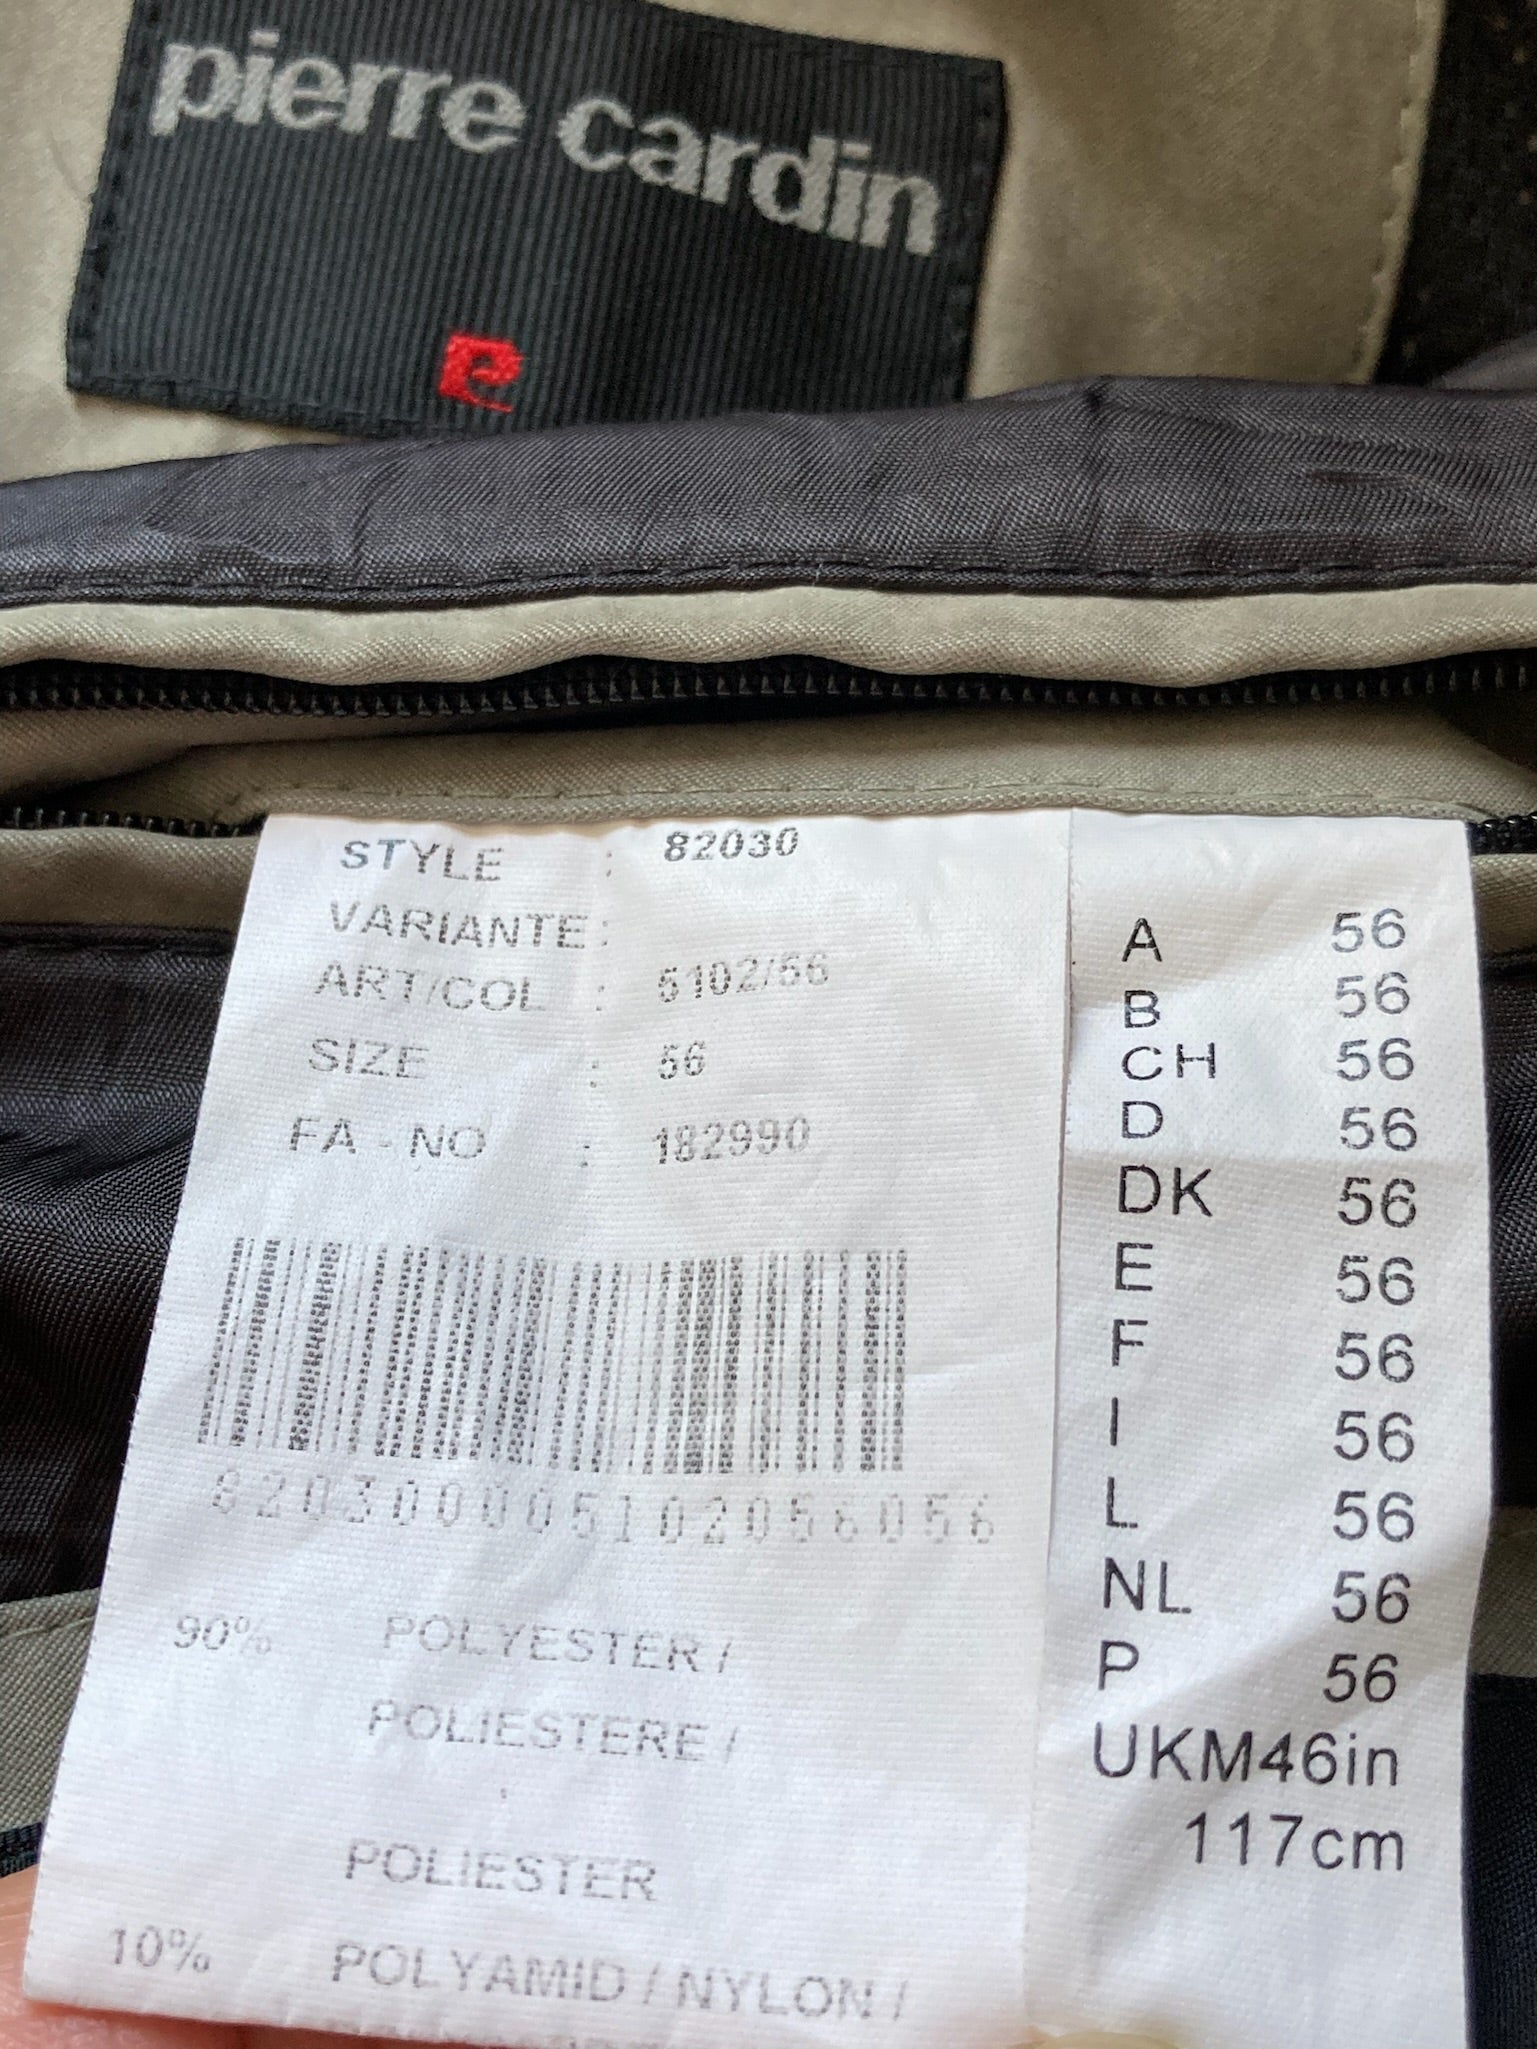 pierre cardin
STYLE : 82030
VARIANTE :
ART/COL : 5102/56
SIZE : 56
FA - NO : 182990
820300005102056056
90% POLYESTER /
POLIESTERE /
POLIESTER
10% POLYAMID / NYLON /
A 56
B 56
CH 56
D 56
DK 56
E 56
F 56
I 56
L 56
NL 56
P 56
UKM46in
117cm